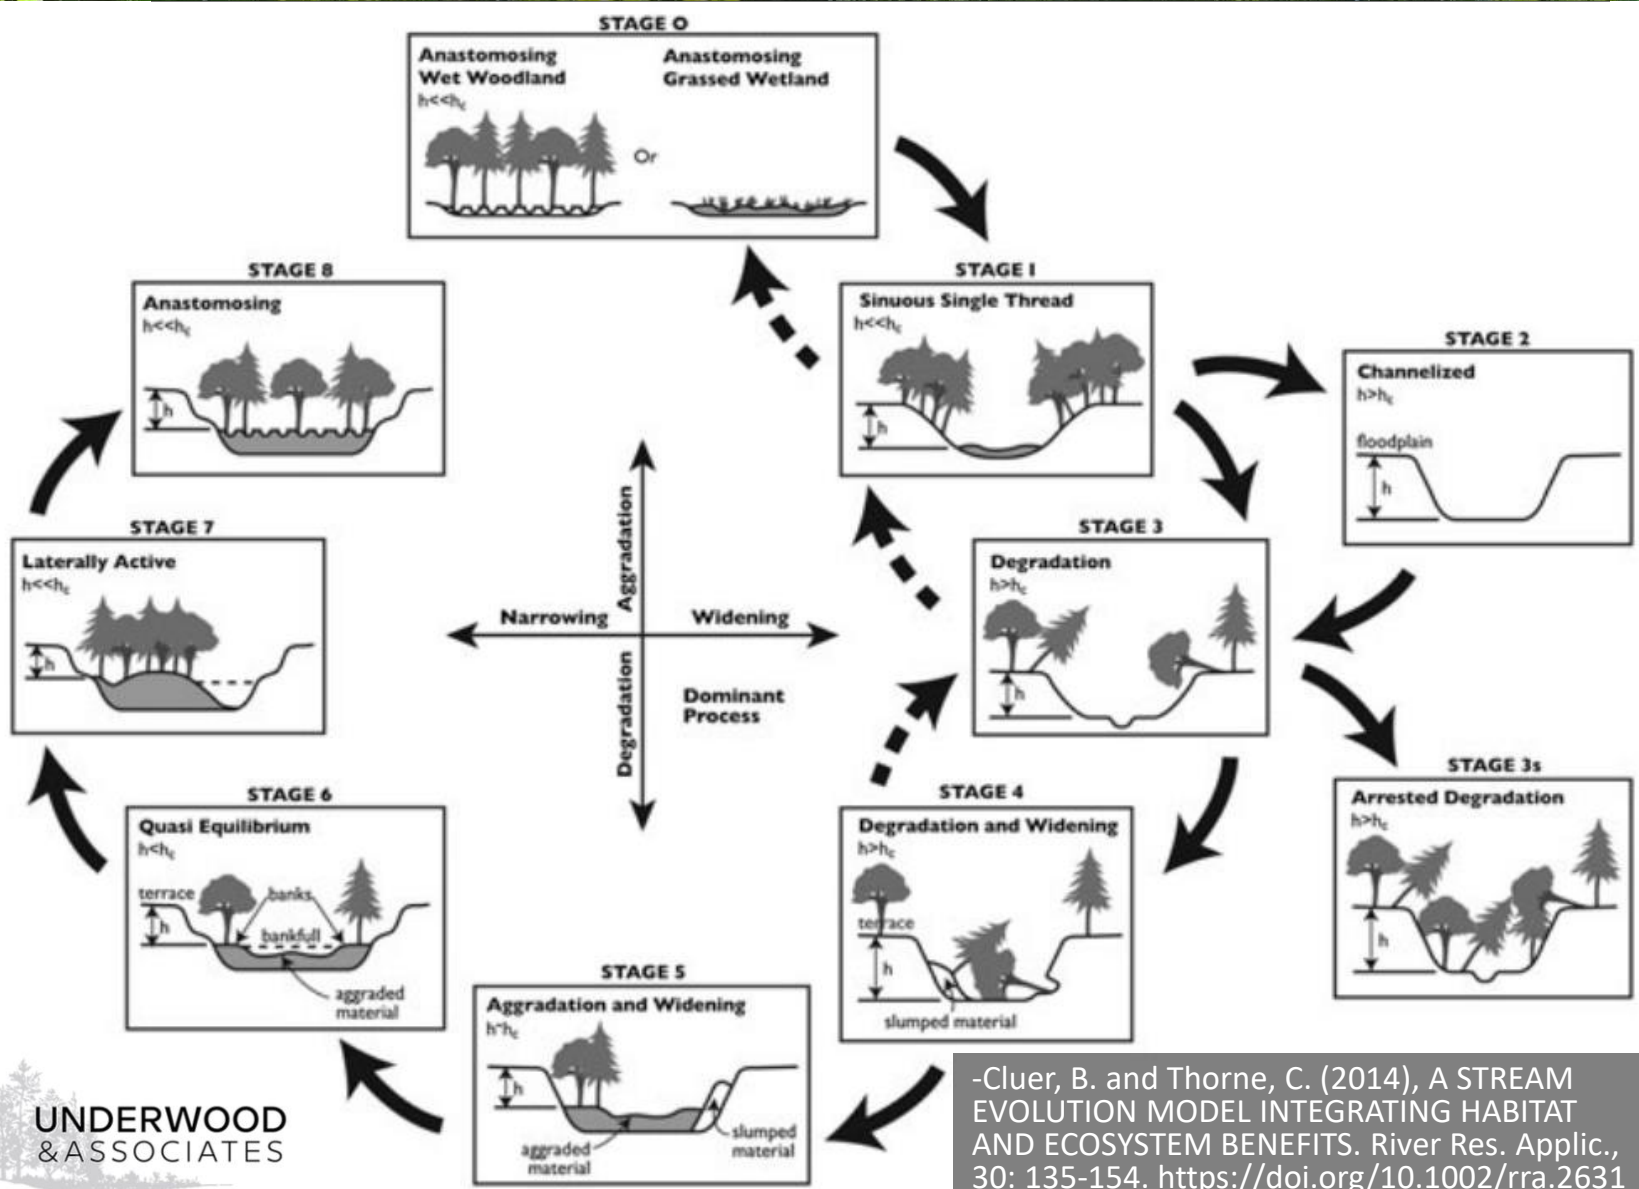 STAGE O
Anastomosing
Wet Woodland
h<<hc
Or
Anastomosing
Grassed Wetland
STAGE 8
Anastomosing
h<<hc
h
STAGE I
Sinuous Single Thread
h<<hc
h
STAGE 2
Channelized
h>hc
floodplain
h
STAGE 7
Laterally Active
h<<hc
h
Aggradation
Narrowing
Widening
Degradation
Dominant
Process
STAGE 3
Degradation
h>hc
h
STAGE 3s
Arrested Degradation
h>hc
h
STAGE 6
Quasi Equilibrium
h<hc
terrace
banks
h
bankfull
aggraded
material
STAGE 4
Degradation and Widening
h>hc
terrace
h
slumped material
STAGE 5
Aggradation and Widening
h~hc
h
aggraded
material
slumped
material
UNDERWOOD
& ASSOCIATES
-Cluer, B. and Thorne, C. (2014), A STREAM
EVOLUTION MODEL INTEGRATING HABITAT
AND ECOSYSTEM BENEFITS. River Res. Applic.,
30: 135-154. https://doi.org/10.1002/rra.2631